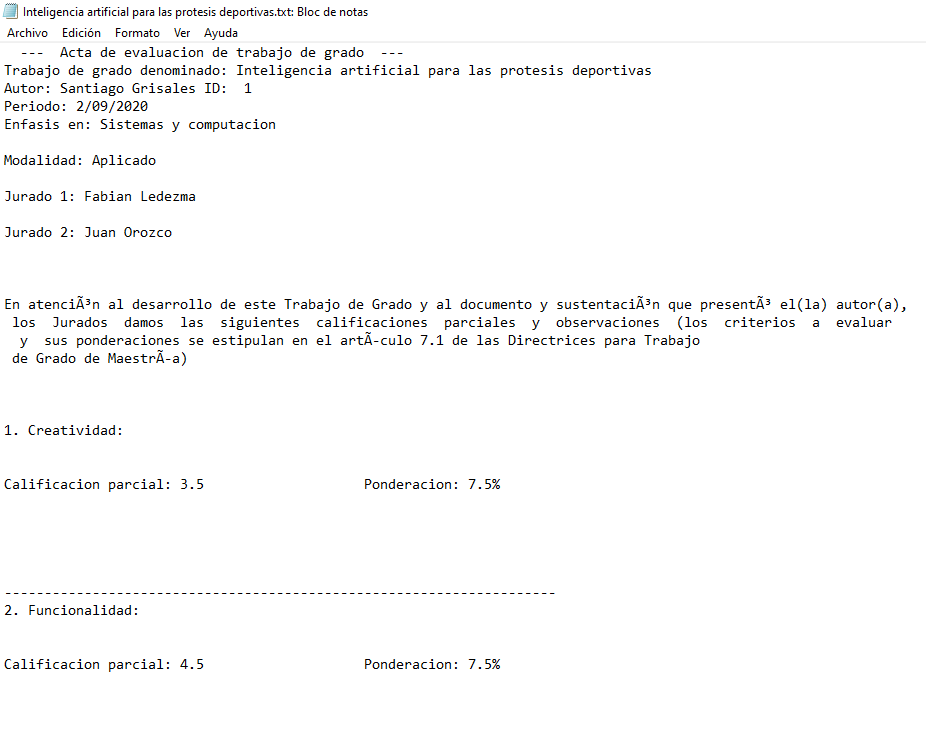 Inteligencia artificial para las protesis deportivas.txt: Bloc de notas
Archivo Edición Formato Ver Ayuda
--- Acta de evaluacion de trabajo de grado ---
Trabajo de grado denominado: Inteligencia artificial para las protesis deportivas
Autor: Santiago Grisales ID: 1
Periodo: 2/09/2020
Enfasis en: Sistemas y computacion
Modalidad: Aplicado
Jurado 1: Fabian Ledezma
Jurado 2: Juan Orozco
En atenciÃ³n al desarrollo de este Trabajo de Grado y al documento y sustentaciÃ³n que presentÃ³ el(la) autor(a),
los Jurados damos las siguientes calificaciones parciales y observaciones (los criterios a evaluar
y sus ponderaciones se estipulan en el artÃ-culo 7.1 de las Directrices para Trabajo
de Grado de MaestrÃ-a)
1. Creatividad:
Calificacion parcial: 3.5 Ponderacion: 7.5%
---------------------------------------------------------------------
2. Funcionalidad:
Calificacion parcial: 4.5 Ponderacion: 7.5%